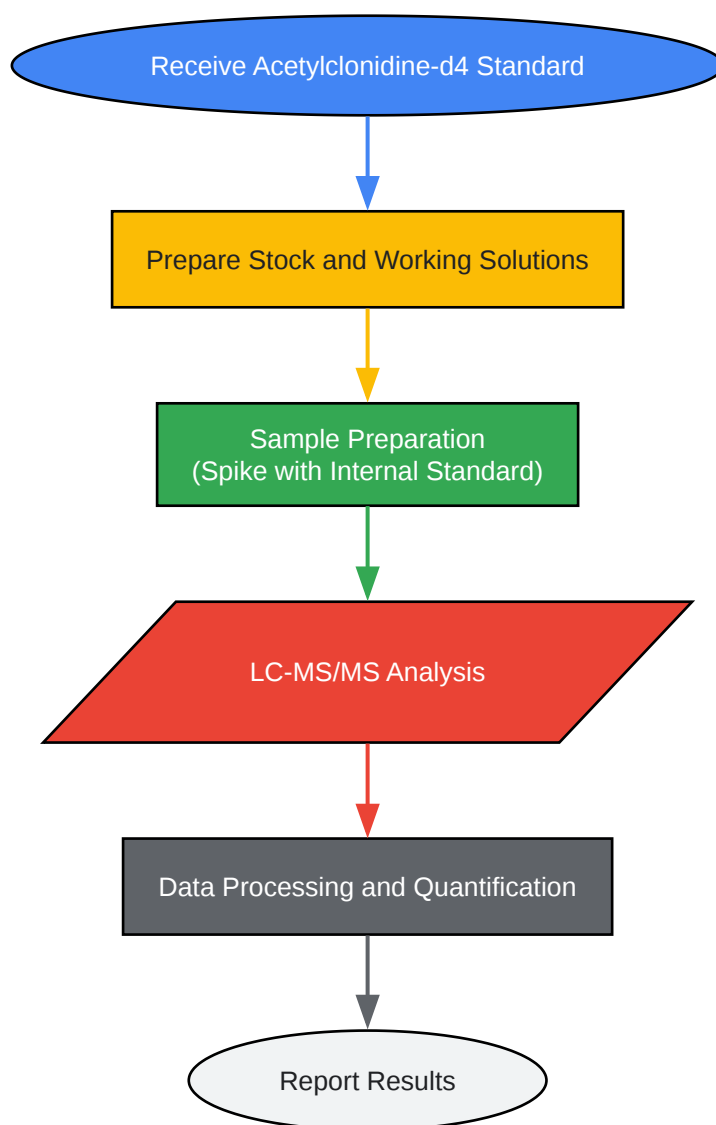 Receive Acetylclonidine-d4 Standard
Prepare Stock and Working Solutions
Sample Preparation
(Spike with Internal Standard)
LC-MS/MS Analysis
Data Processing and Quantification
Report Results